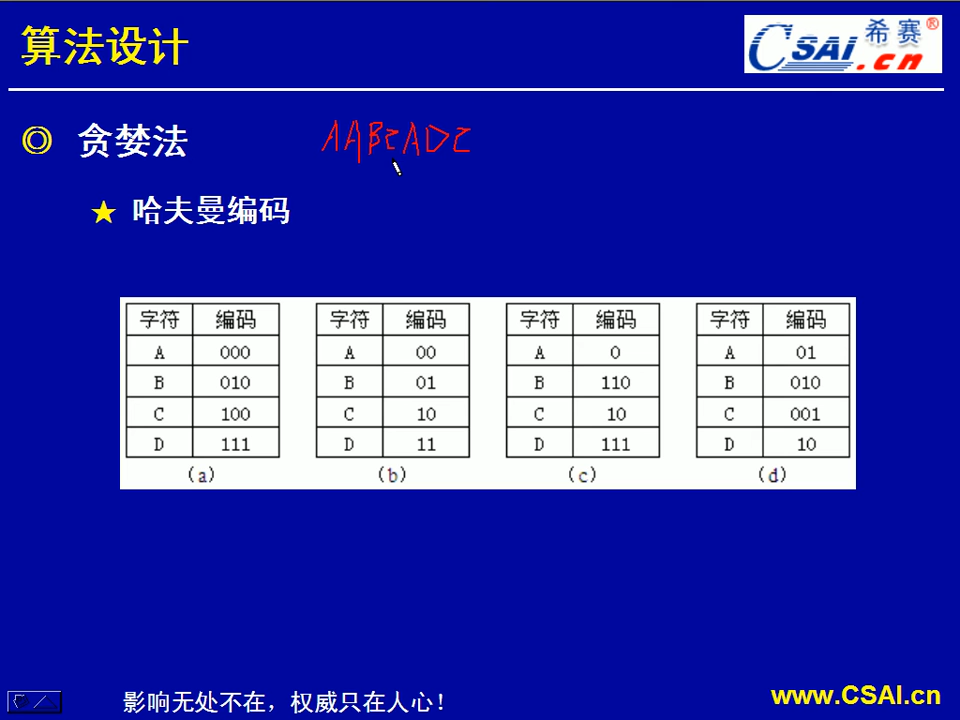 算法设计
CSAI.cn 希赛®
◎ 贪婪法 AABCADC
★ 哈夫曼编码
字符 编码 字符 编码 字符 编码 字符 编码
A 000 A 00 A 0 A 01
B 010 B 01 B 110 B 010
C 100 C 10 C 10 C 001
D 111 D 11 D 111 D 10
(a) (b) (c) (d)
影响无处不在，权威只在人心！
www.CSAI.cn